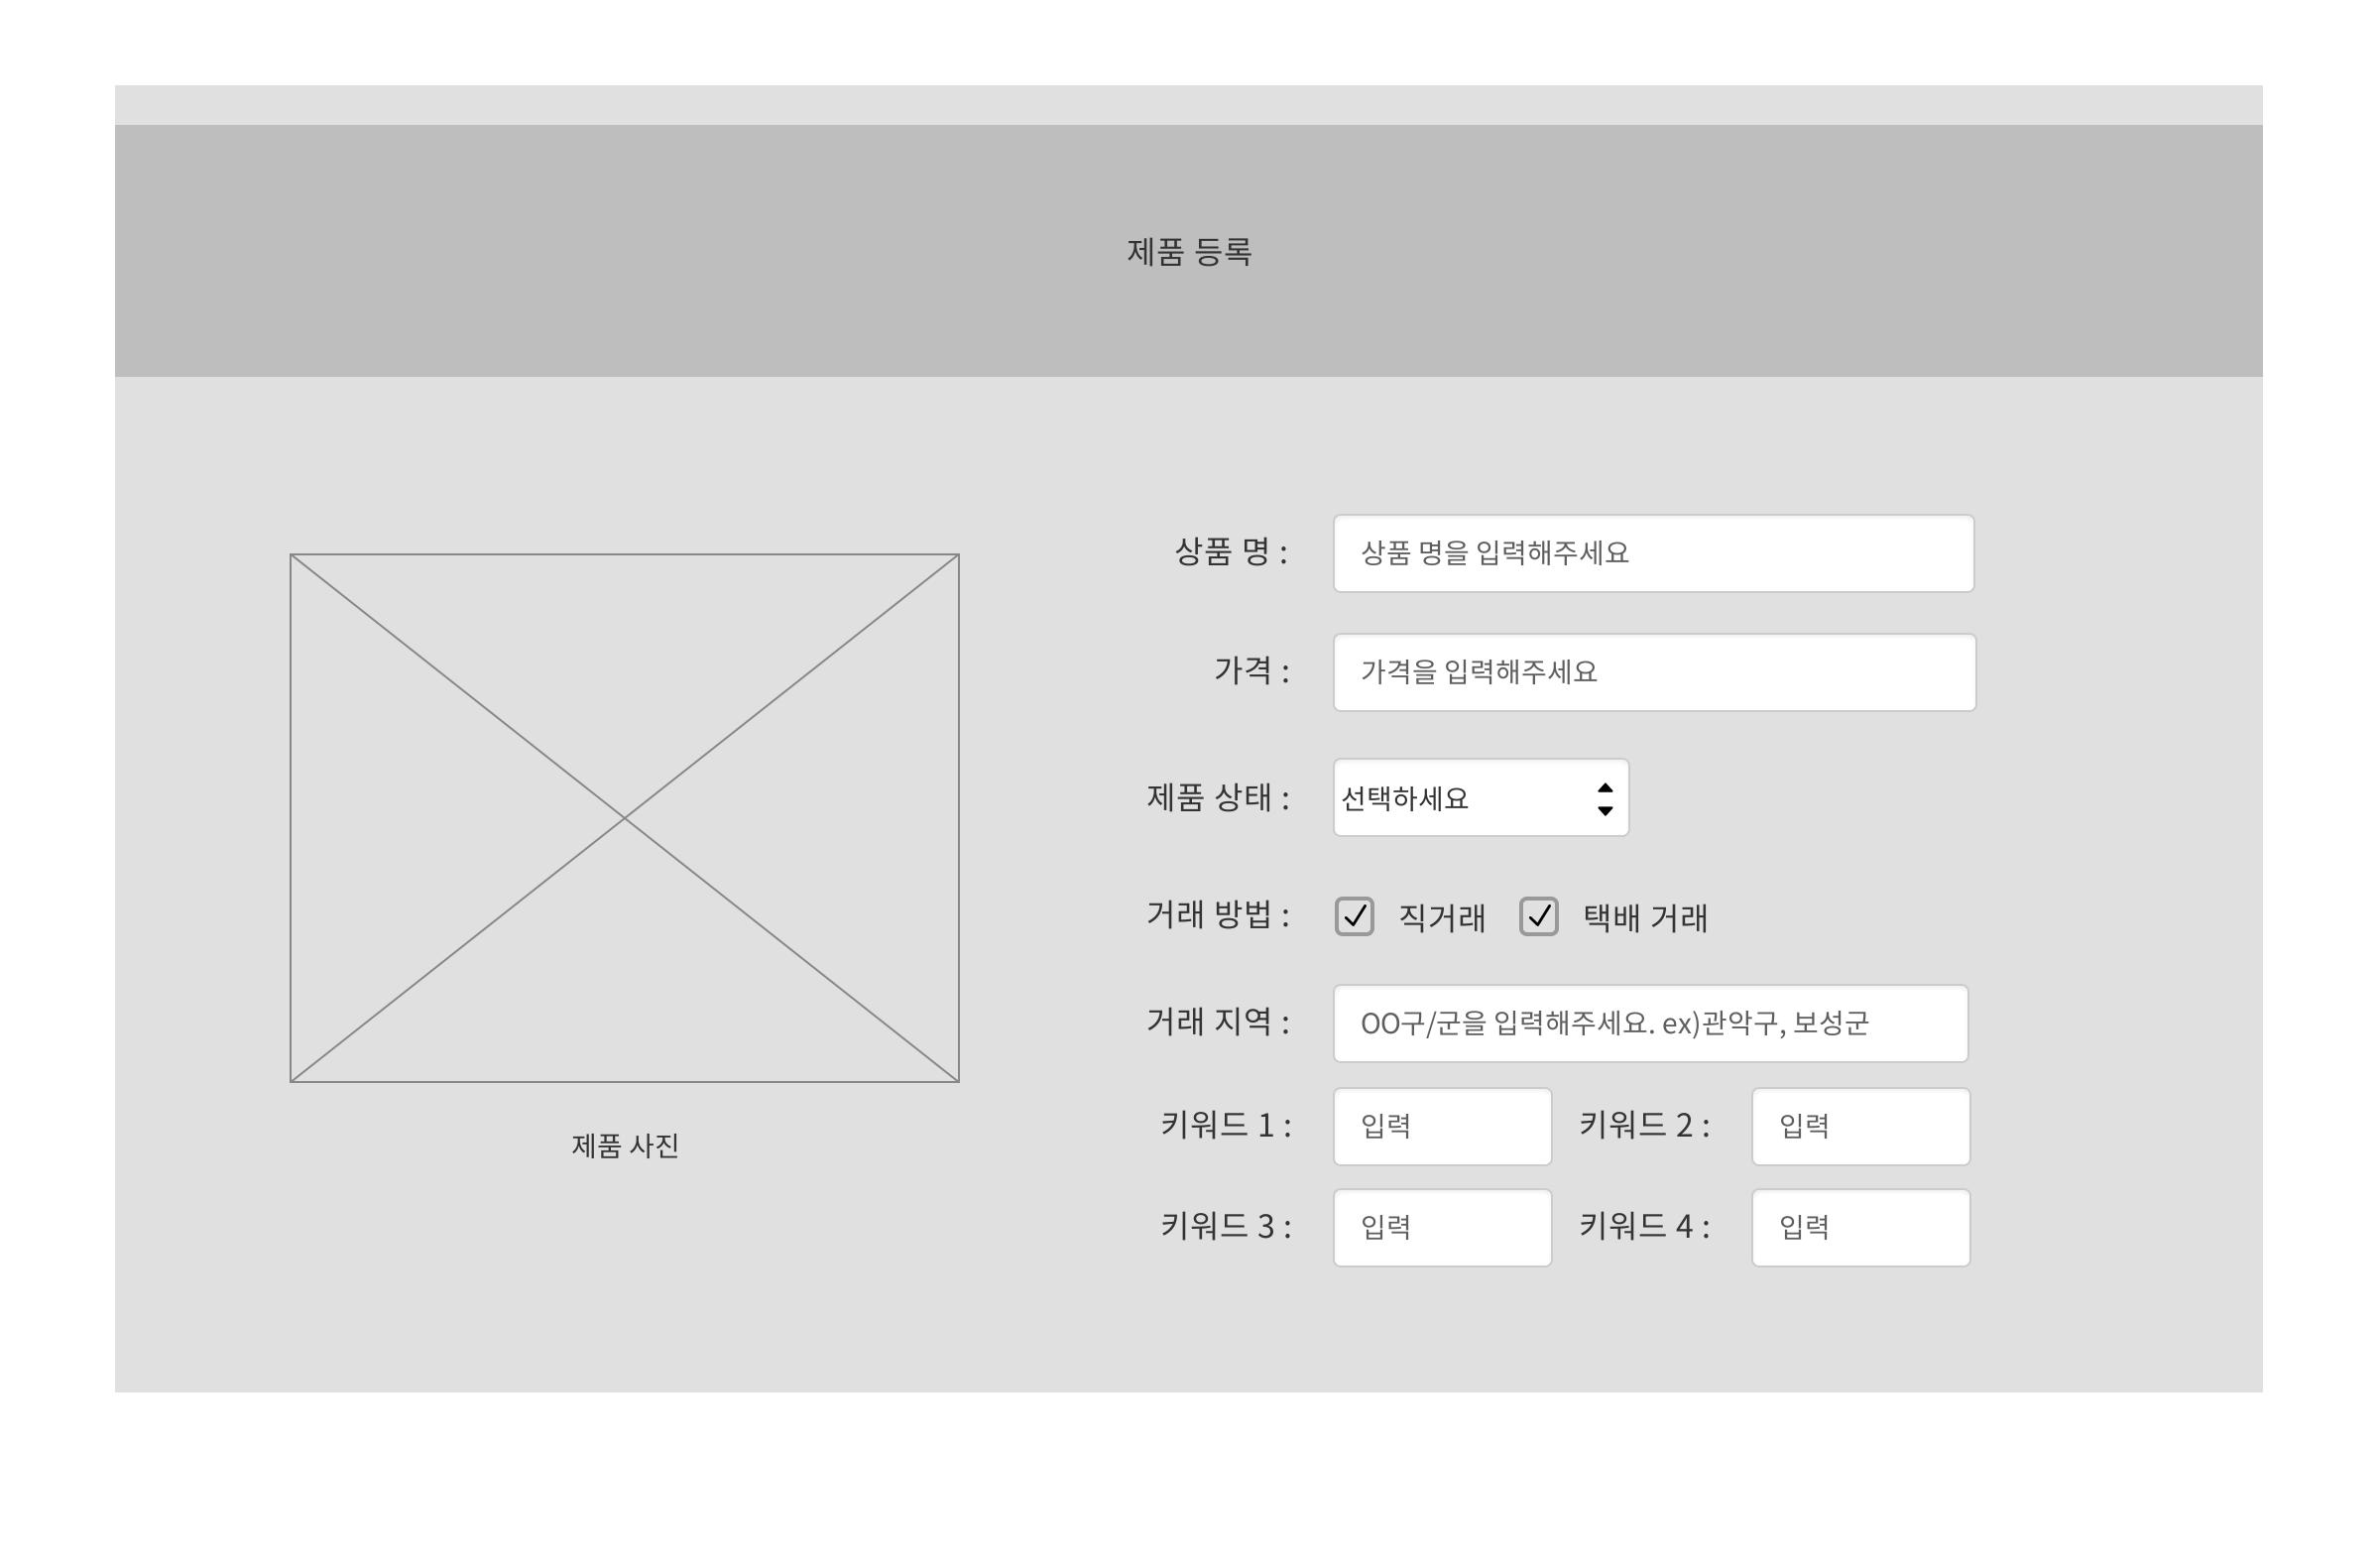 제품 등록
상품 명 : 상품 명을 입력해주세요
가격 : 가격을 입력해주세요
제품 상태 : 선택하세요
거래 방법 : 직거래 택배 거래
거래 지역 : OO구/군을 입력해주세요. ex)관악구, 보성군
키워드 1 : 입력 키워드 2 : 입력
제품 사진
키워드 3 : 입력 키워드 4 : 입력